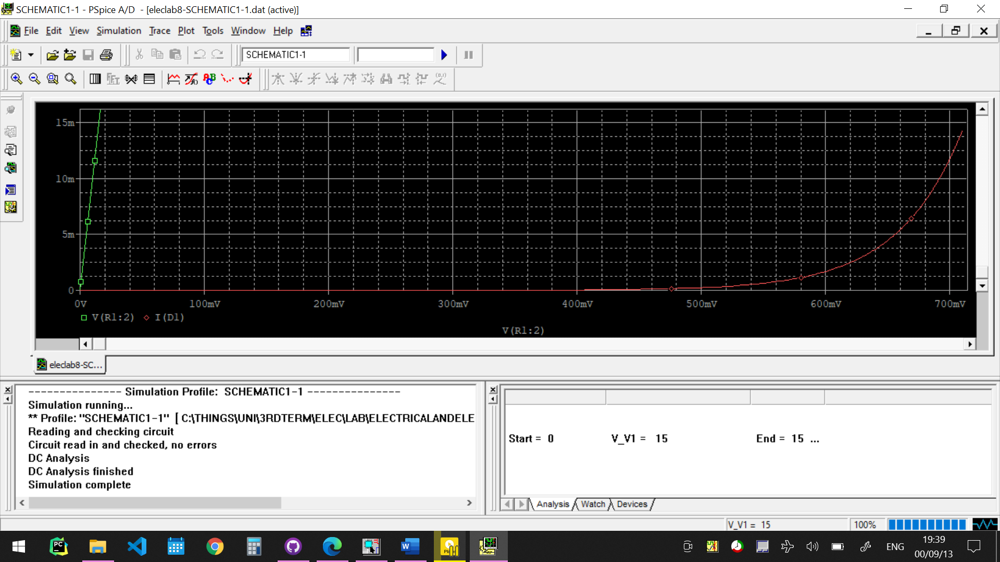 SCHEMATIC1-1 - PSpice A/D - [eleclab8-SCHEMATIC1-1.dat (active)]
File Edit View Simulation Trace Plot Tools Window Help
SCHEMATIC1-1
15m
10m
5m
0
0V 100mV 200mV 300mV 400mV 500mV 600mV 700mV
V(R1:2) I(D1)
V(R1:2)
eleclab8-SC...
--------------- Simulation Profile: SCHEMATIC1-1 ---------------
Simulation running...
** Profile: "SCHEMATIC1-1" [ C:\THINGS\UNI\3RDTERM\ELEC\LAB\ELECTRICALANDELE
Reading and checking circuit
Circuit read in and checked, no errors
DC Analysis
DC Analysis finished
Simulation complete
Start = 0 V_V1 = 15 End = 15 ...
Analysis Watch Devices
V_V1 = 15 100%
PC W ENG 19:39
00/09/13